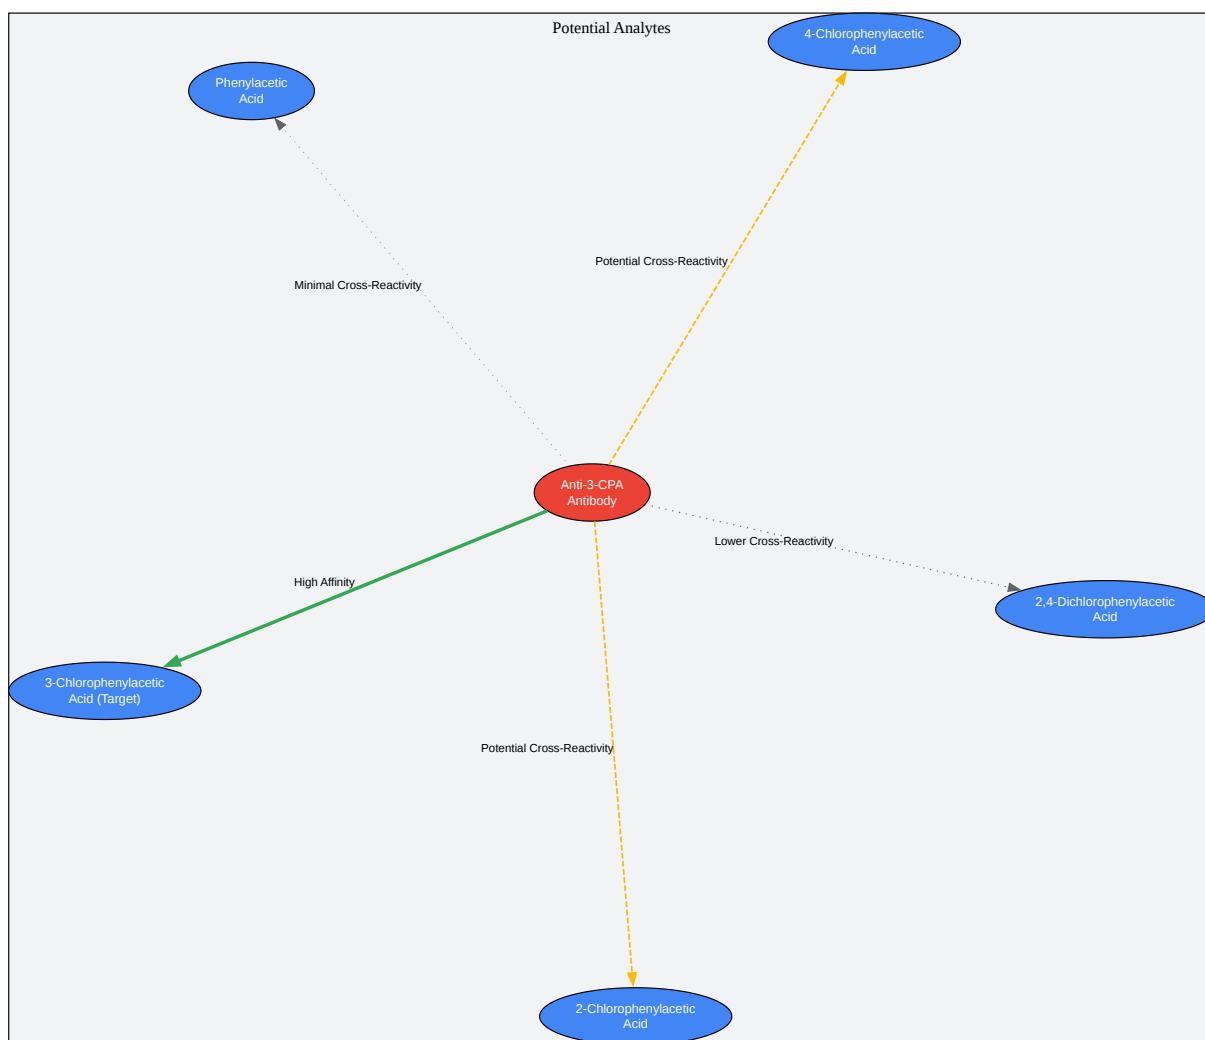 Potential Analytes
4-Chlorophenylacetic
Acid
Phenylacetic
Acid
Potential Cross-Reactivity
Minimal Cross-Reactivity
Anti-3-CPA
Antibody
Lower Cross-Reactivity
High Affinity
2,4-Dichlorophenylacetic
Acid
3-Chlorophenylacetic
Acid (Target)
Potential Cross-Reactivity
2-Chlorophenylacetic
Acid